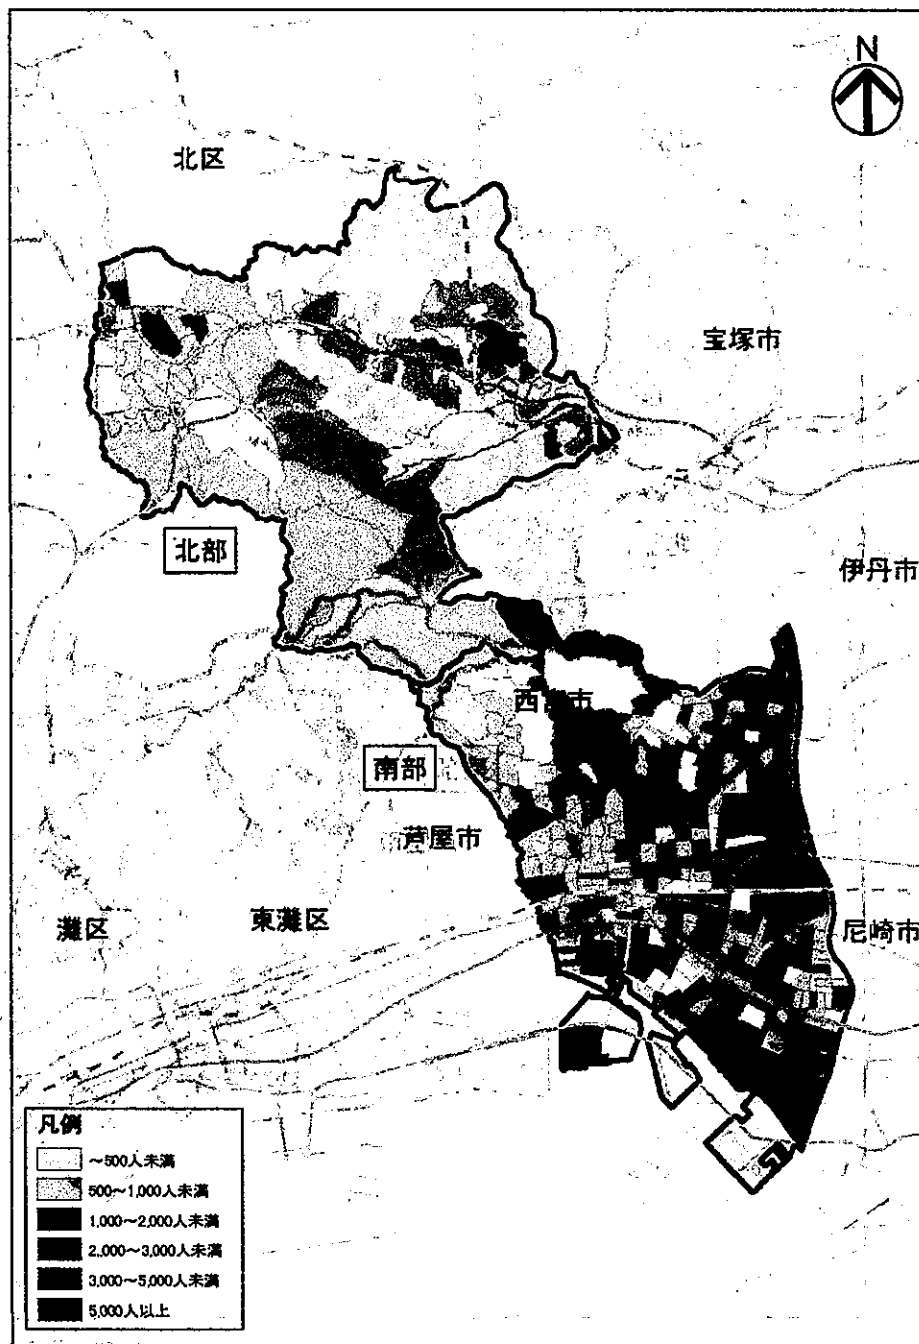 N
北区
宝塚市
北部
伊丹市
西宮市
南部
芦屋市
灘区
東灘区
尼崎市
凡例
～500人未満
500～1,000人未満
1,000～2,000人未満
2,000～3,000人未満
3,000～5,000人未満
5,000人以上